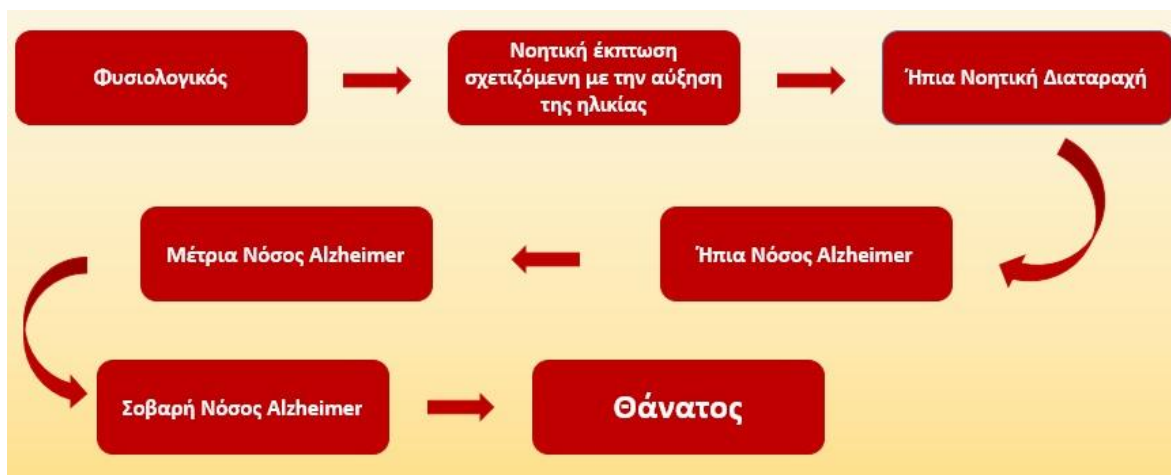 Φυσιολογικός
Νοητική έκπτωση
σχετιζόμενη με την αύξηση
της ηλικίας
Ήπια Νοητική Διαταραχή
Ήπια Νόσος Alzheimer
Μέτρια Νόσος Alzheimer
Σοβαρή Νόσος Alzheimer
Θάνατος